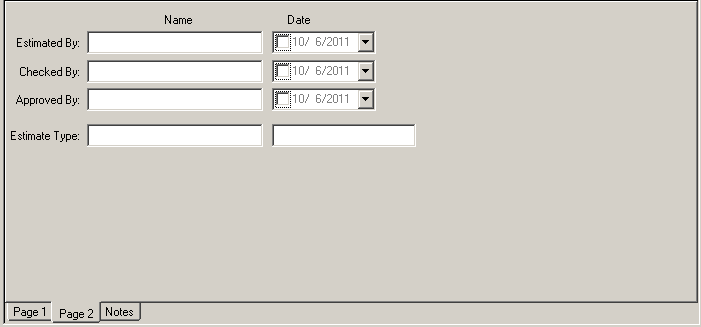 Name Date
Estimated By: 10/ 6/2011
Checked By: 10/ 6/2011
Approved By: 10/ 6/2011
Estimate Type:
Page 1 Page 2 Notes